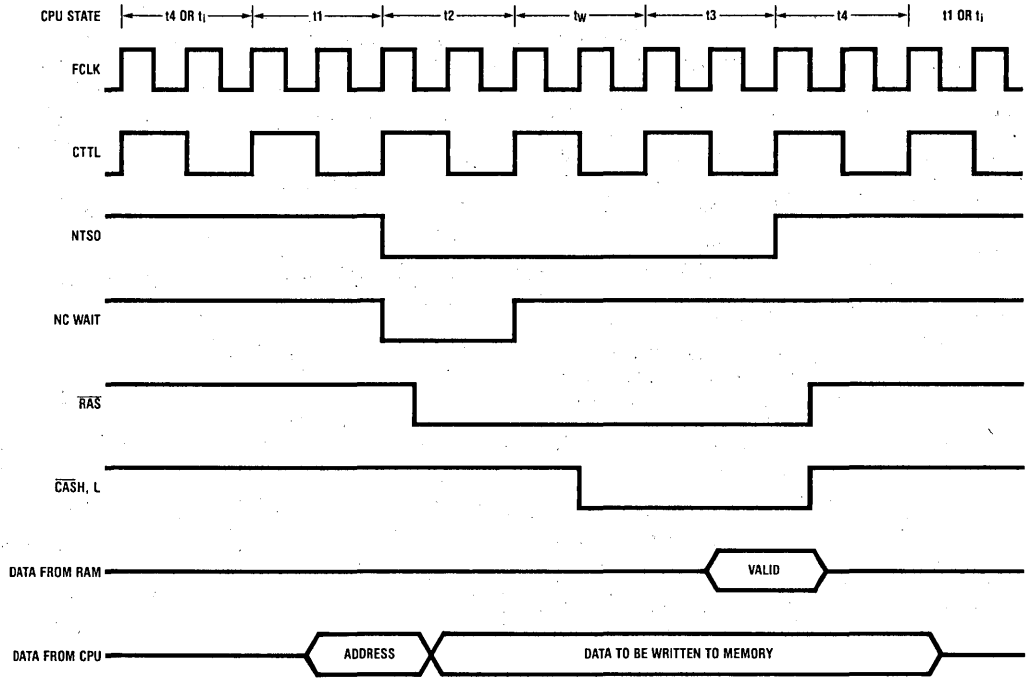 CPU STATE t4 OR ti t1 t2 tw t3 t4 t1 OR ti
FCLK
CTTL
NTSO
NC WAIT
RAS
CASH, L
DATA FROM RAM VALID
DATA FROM CPU ADDRESS DATA TO BE WRITTEN TO MEMORY